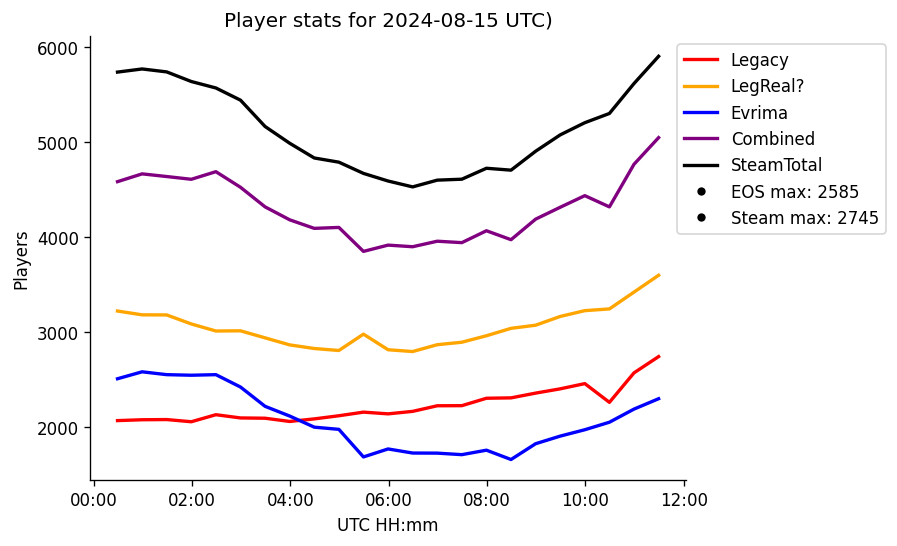 Player stats for 2024-08-15 UTC)
6000
5000
4000
3000
2000
Players
00:00 02:00 04:00 06:00 08:00 10:00 12:00
UTC HH:mm
Legacy
LegReal?
Evrima
Combined
SteamTotal
EOS max: 2585
Steam max: 2745